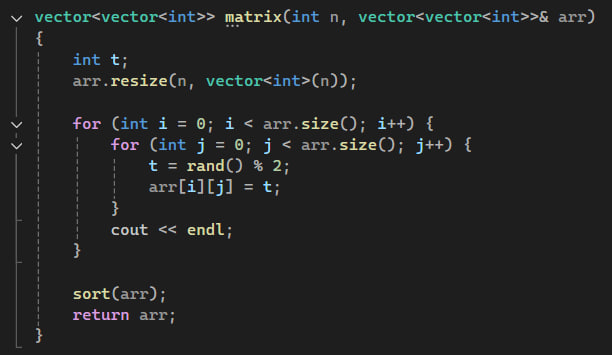 vector<vector<int>> matrix(int n, vector<vector<int>>& arr)
{
    int t;
    arr.resize(n, vector<int>(n));

    for (int i = 0; i < arr.size(); i++) {
        for (int j = 0; j < arr.size(); j++) {
            t = rand() % 2;
            arr[i][j] = t;
        }
        cout << endl;
    }

    sort(arr);
    return arr;
}